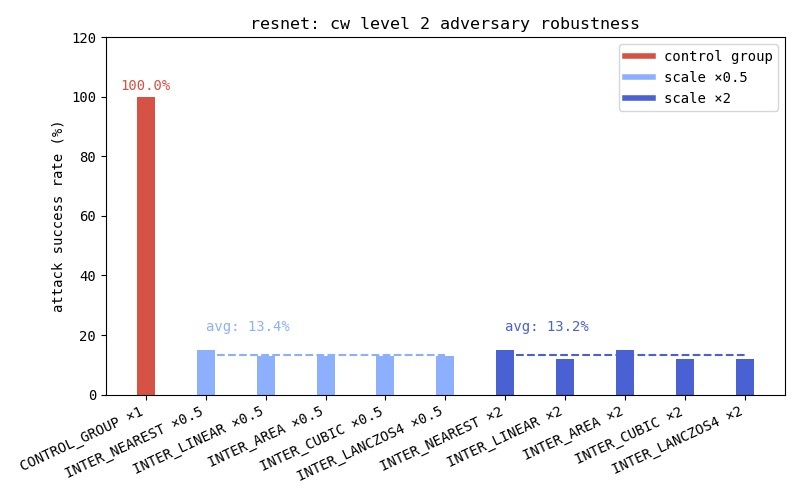 resnet: cw level 2 adversary robustness
attack success rate (%)
120
100
80
60
40
20
0
100.0%
avg: 13.4%
avg: 13.2%
control group
scale ×0.5
scale ×2
CONTROL_GROUP ×1
INTER_NEAREST ×0.5
INTER_LINEAR ×0.5
INTER_AREA ×0.5
INTER_CUBIC ×0.5
INTER_LANCZOS4 ×0.5
INTER_NEAREST ×2
INTER_LINEAR ×2
INTER_AREA ×2
INTER_CUBIC ×2
INTER_LANCZOS4 ×2